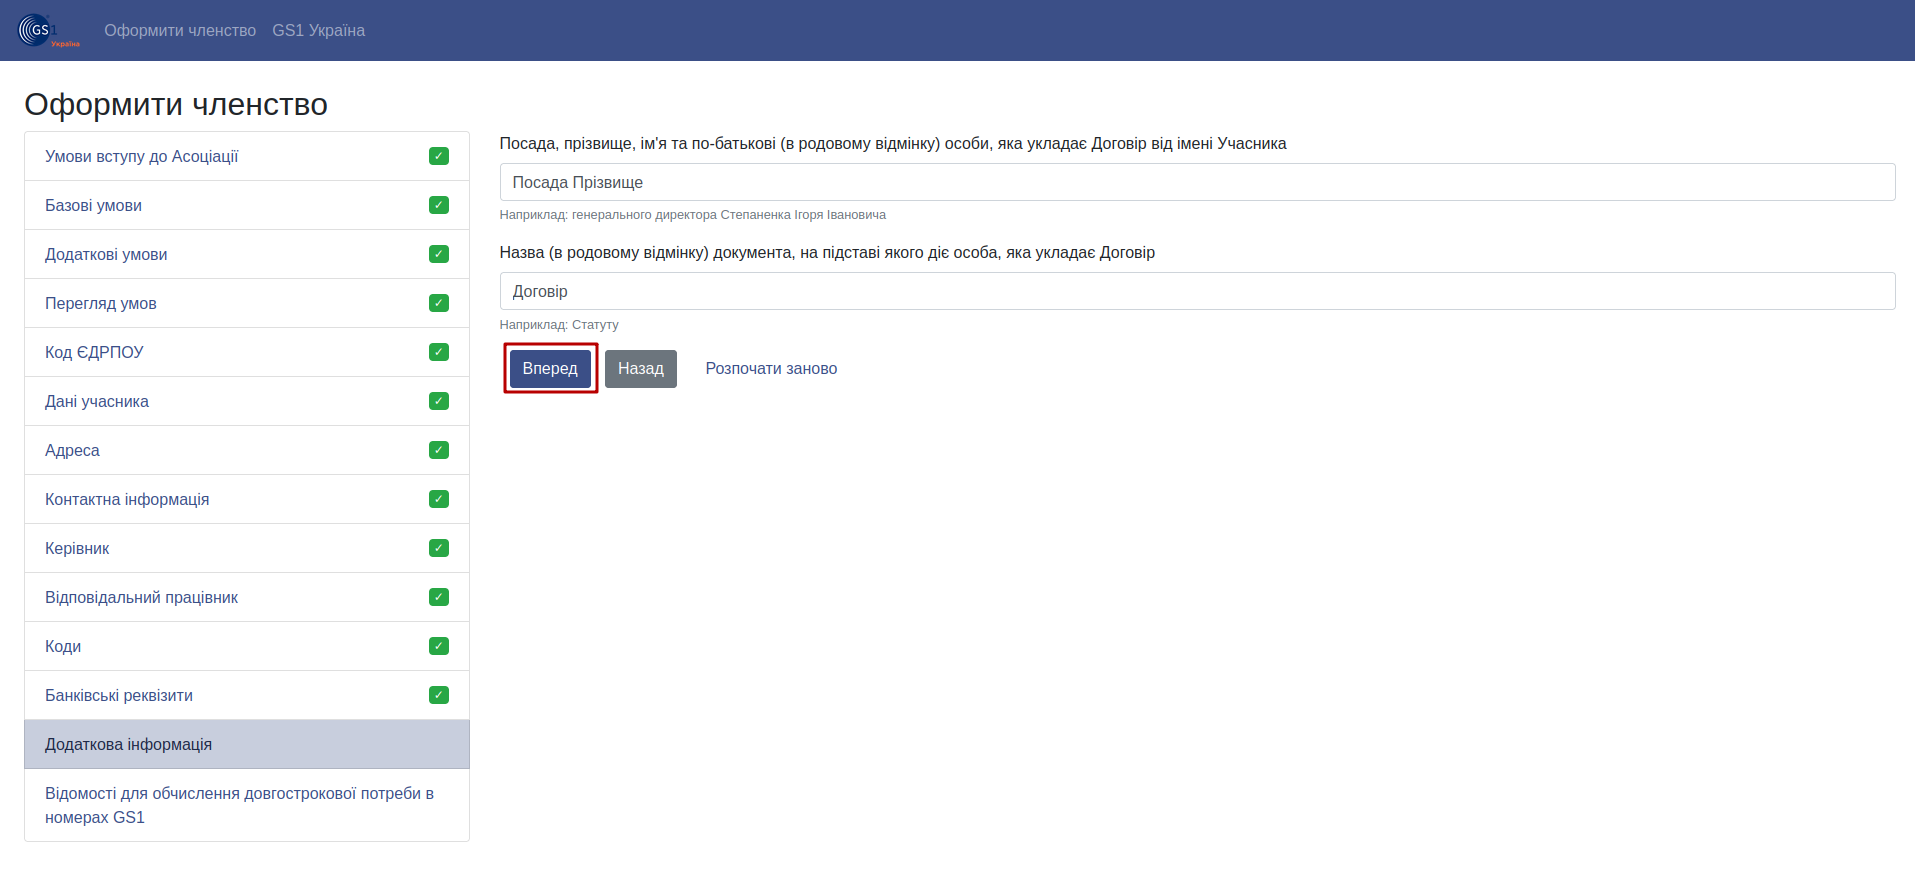 GS1
Україна
Оформити членство
GS1 Україна
Оформити членство
Умови вступу до Асоціації
Базові умови
Додаткові умови
Перегляд умов
Код ЄДРПОУ
Дані учасника
Адреса
Контактна інформація
Керівник
Відповідальний працівник
Коди
Банківські реквізити
Додаткова інформація
Відомості для обчислення довгострокової потреби в
номерах GS1
Посада, прізвище, ім'я та по-батькові (в родовому відмінку) особи, яка укладає Договір від імені Учасника
Посада Прізвище
Наприклад: генерального директора Степаненка Ігоря Івановича
Назва (в родовому відмінку) документа, на підставі якого діє особа, яка укладає Договір
Договір
Наприклад: Статуту
Вперед
Назад
Розпочати заново